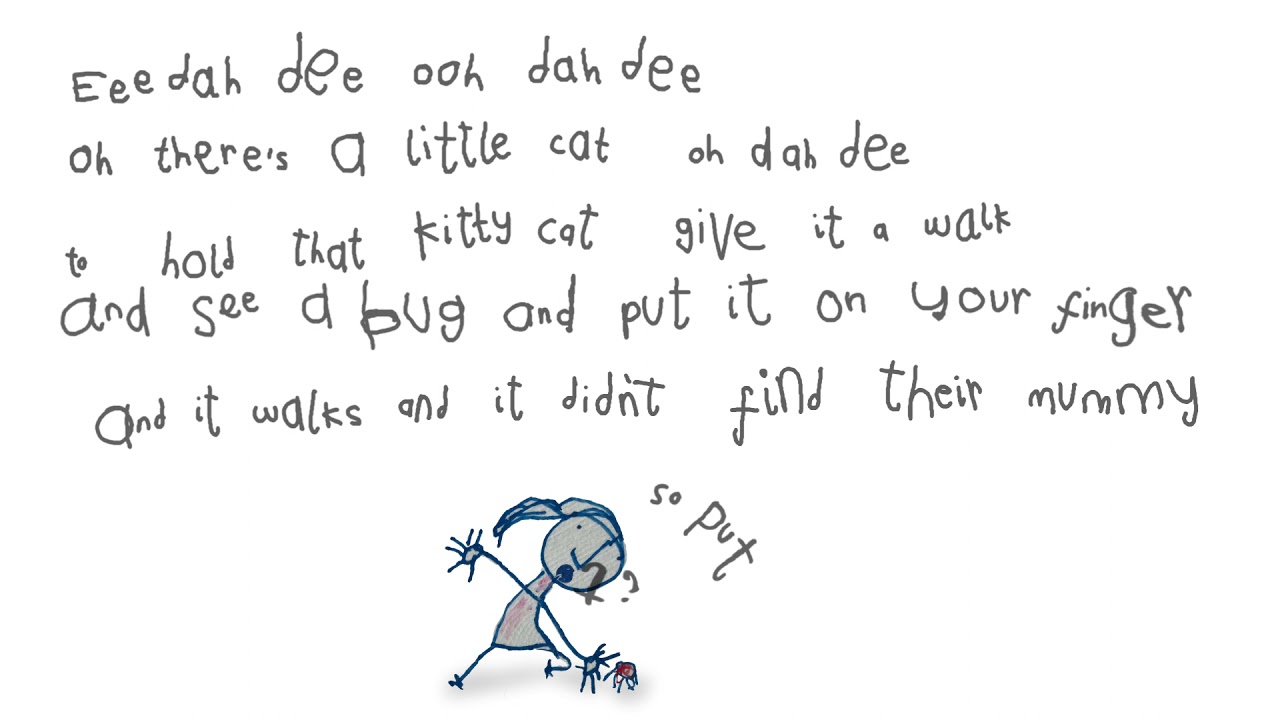 Eee dah dee ooh dah dee
oh there's a little cat oh dah dee
to hold that kitty cat give it a walk
and see a bug and put it on your finger
and it walks and it didn't find their mummy
so put